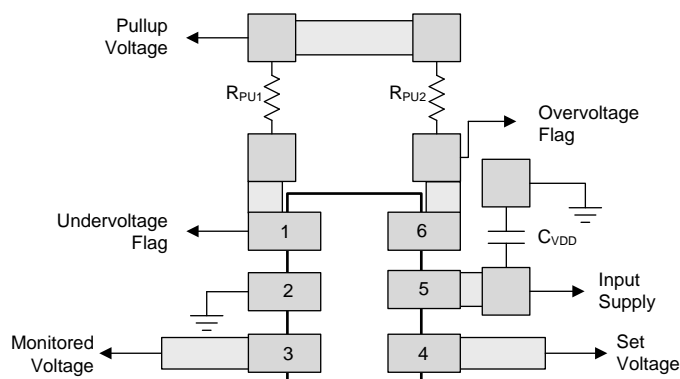 Pullup
Voltage
RPU1
RPU2
Overvoltage
Flag
Undervoltage
Flag
1
6
CVDD
2
5
Input
Supply
Monitored
Voltage
3
4
Set
Voltage